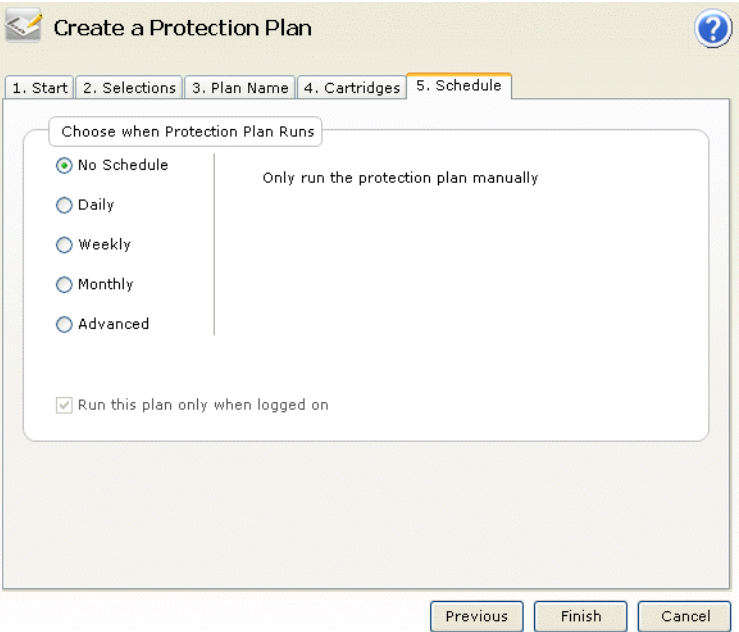 Create a Protection Plan
?
1. Start 2. Selections 3. Plan Name 4. Cartridges 5. Schedule
Choose when Protection Plan Runs
No Schedule
Only run the protection plan manually
Daily
Weekly
Monthly
Advanced
Run this plan only when logged on
Previous Finish Cancel